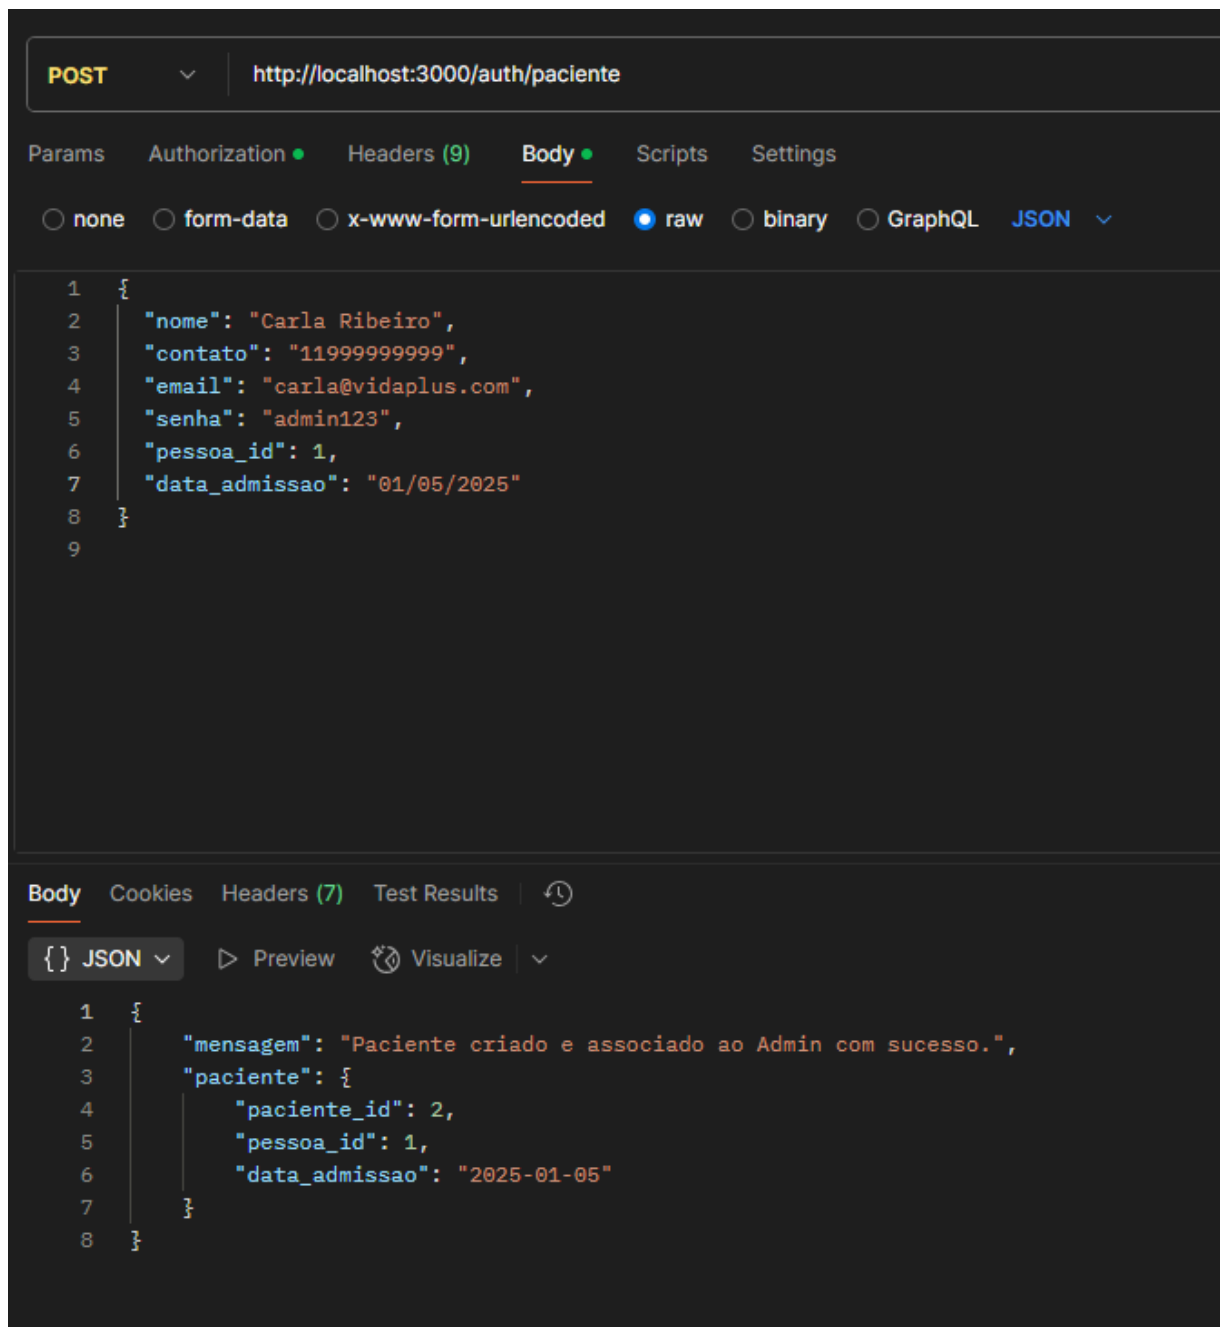 POST http://localhost:3000/auth/paciente
Params Authorization Headers (9) Body Scripts Settings
none form-data x-www-form-urlencoded raw binary GraphQL JSON
1 {
2 "nome": "Carla Ribeiro",
3 "contato": "11999999999",
4 "email": "carla@vidaplus.com",
5 "senha": "admin123",
6 "pessoa_id": 1,
7 "data_admissao": "01/05/2025"
8 }
9
Body Cookies Headers (7) Test Results
{} JSON Preview Visualize
1 {
2 "mensagem": "Paciente criado e associado ao Admin com sucesso.",
3 "paciente": {
4 "paciente_id": 2,
5 "pessoa_id": 1,
6 "data_admissao": "2025-01-05"
7 }
8 }